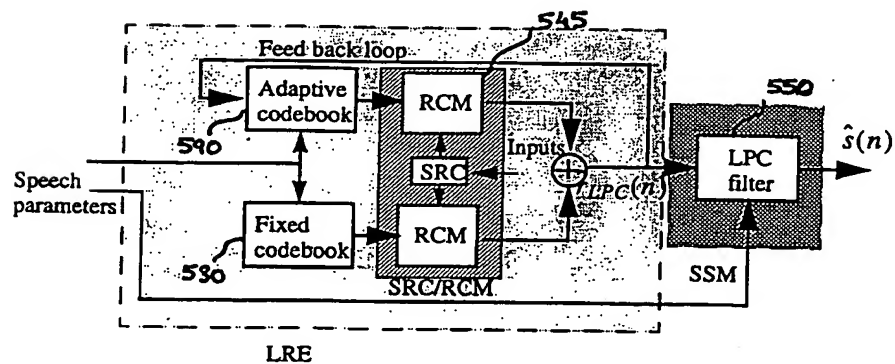 545
Feed back loop
Adaptive codebook
RCM
590
550
ŝ(n)
Inputs
LPC filter
SRC
LPC(n)
Speech parameters
Fixed codebook
RCM
530
SRC/RCM
SSM
LRE